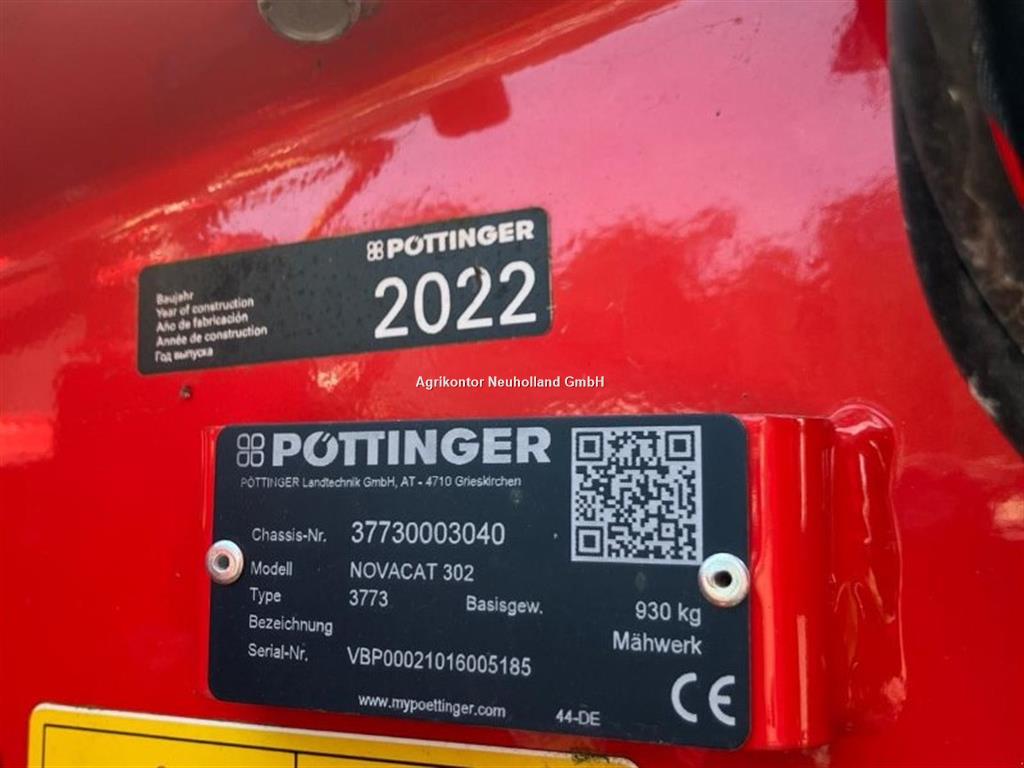 PÖTTINGER
2022
Baujahr
Year of construction
Año de fabricación
Année de construction
Год выпуска
Agrikontor Neuholland GmbH
PÖTTINGER
PÖTTINGER Landtechnik GmbH, AT - 4710 Grieskirchen
Chassis-Nr. 37730003040
Modell NOVACAT 302
Type 3773 Basisgew. 930 kg
Bezeichnung Mähwerk
Serial-Nr. VBP00021016005185
www.mypoettinger.com 44-DE CE